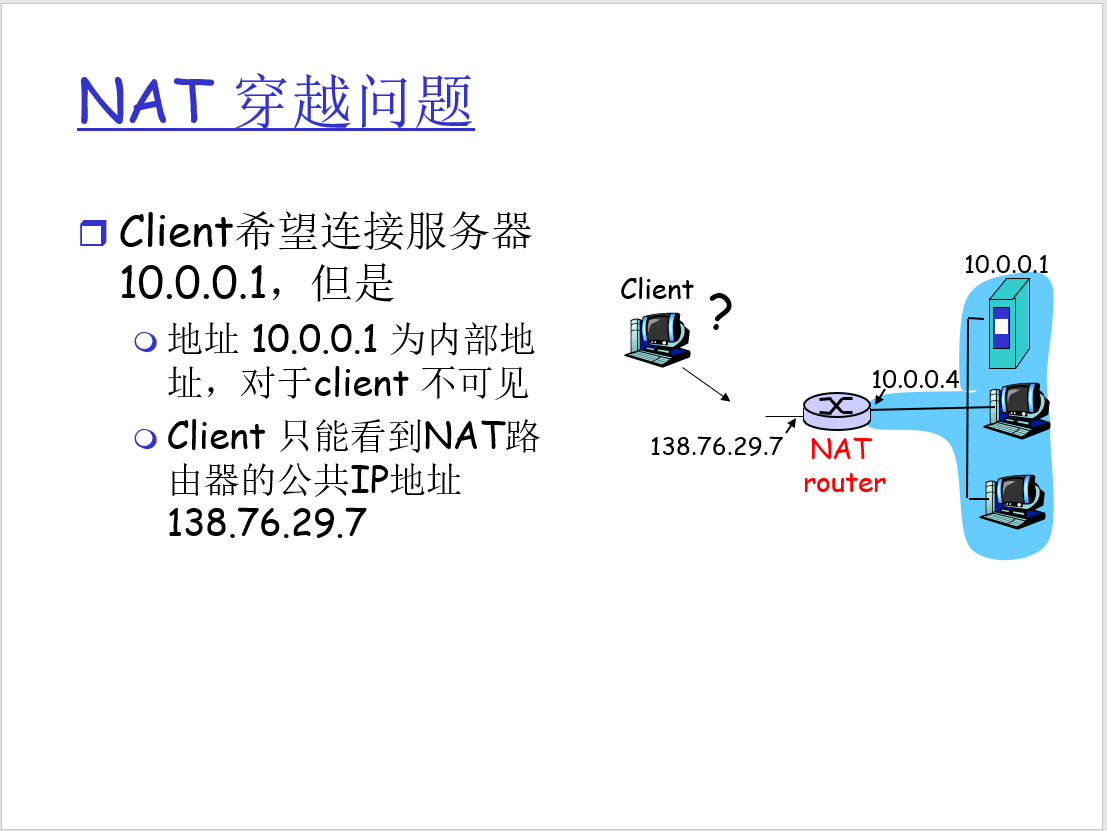 NAT 穿越问题
Client希望连接服务器
10.0.0.1，但是
地址 10.0.0.1 为内部地
址，对于client 不可见
Client 只能看到NAT路
由器的公共IP地址
138.76.29.7
Client
?
10.0.0.1
10.0.0.4
138.76.29.7
NAT
router